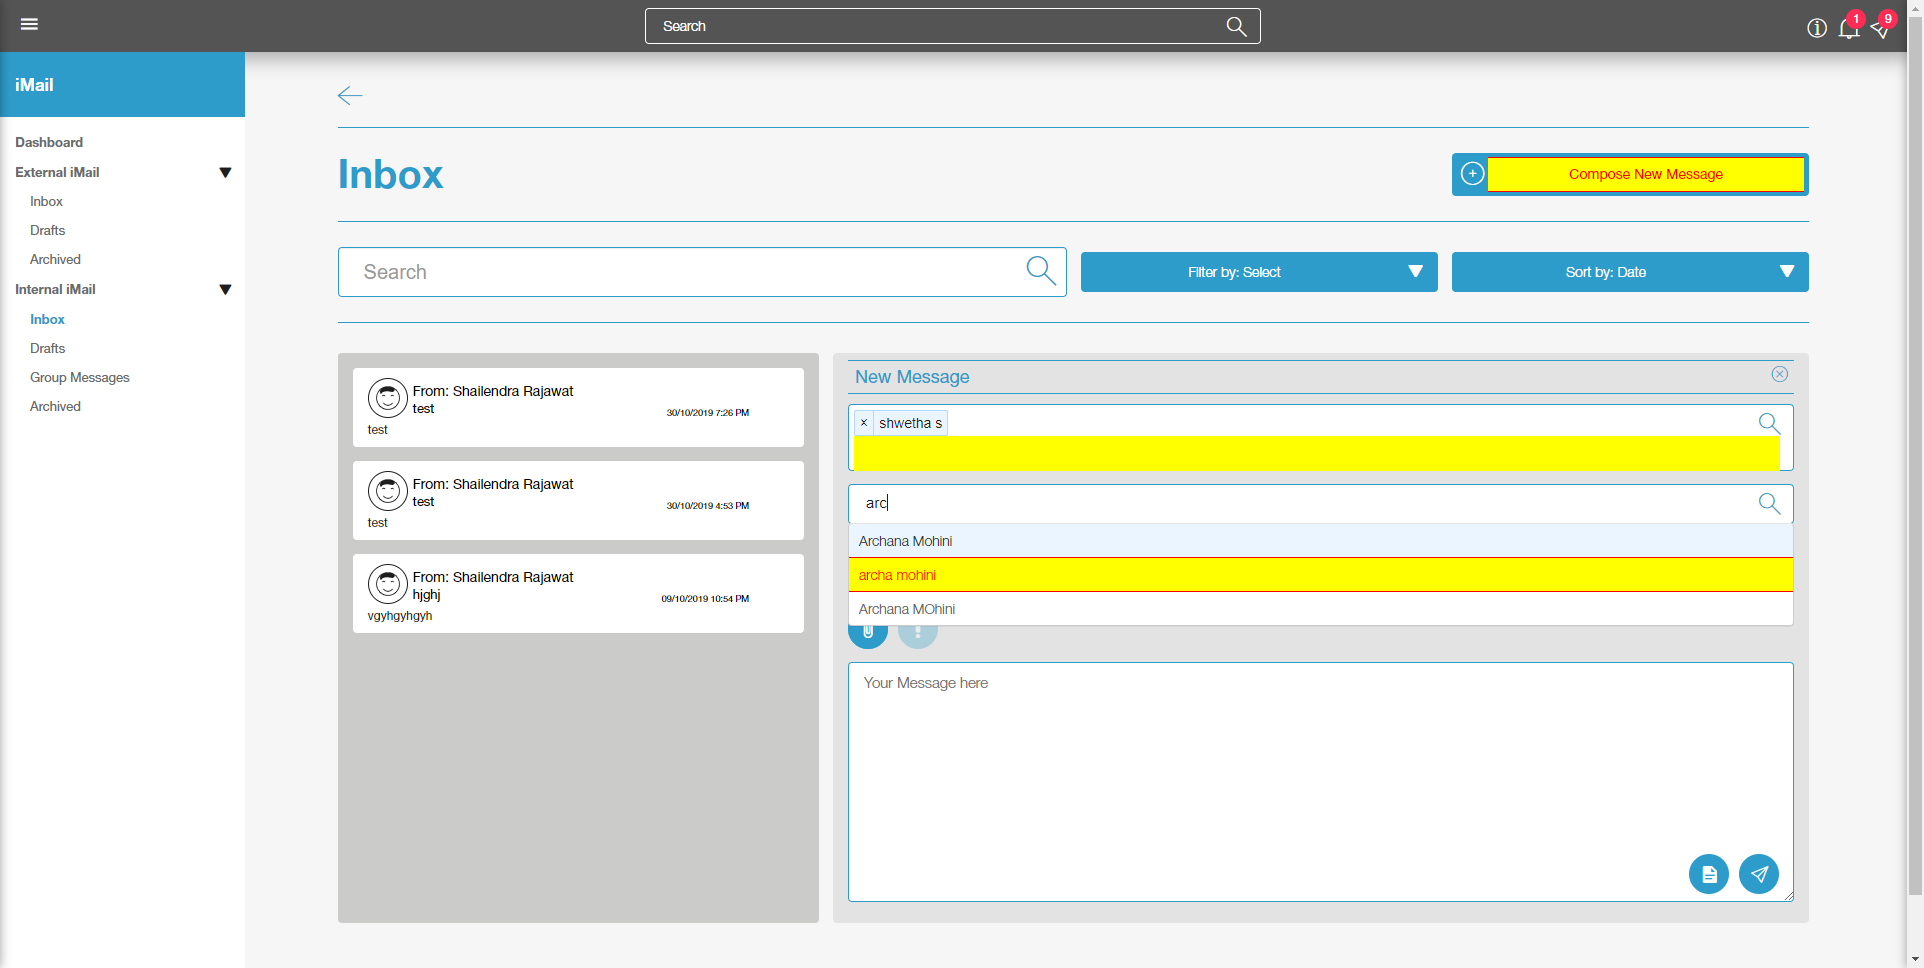 Search
1
9
iMail
Dashboard
External iMail
Inbox
Drafts
Archived
Internal iMail
Inbox
Drafts
Group Messages
Archived
Inbox
+ Compose New Message
Search
Filter by: Select
Sort by: Date
From: Shailendra Rajawat
test
30/10/2019 7:26 PM
test
From: Shailendra Rajawat
test
30/10/2019 4:53 PM
test
From: Shailendra Rajawat
hjghj
09/10/2019 10:54 PM
vgyhgyhgyh
New Message
× shwetha s
arc
Archana Mohini
archa mohini
Archana MOhini
Your Message here